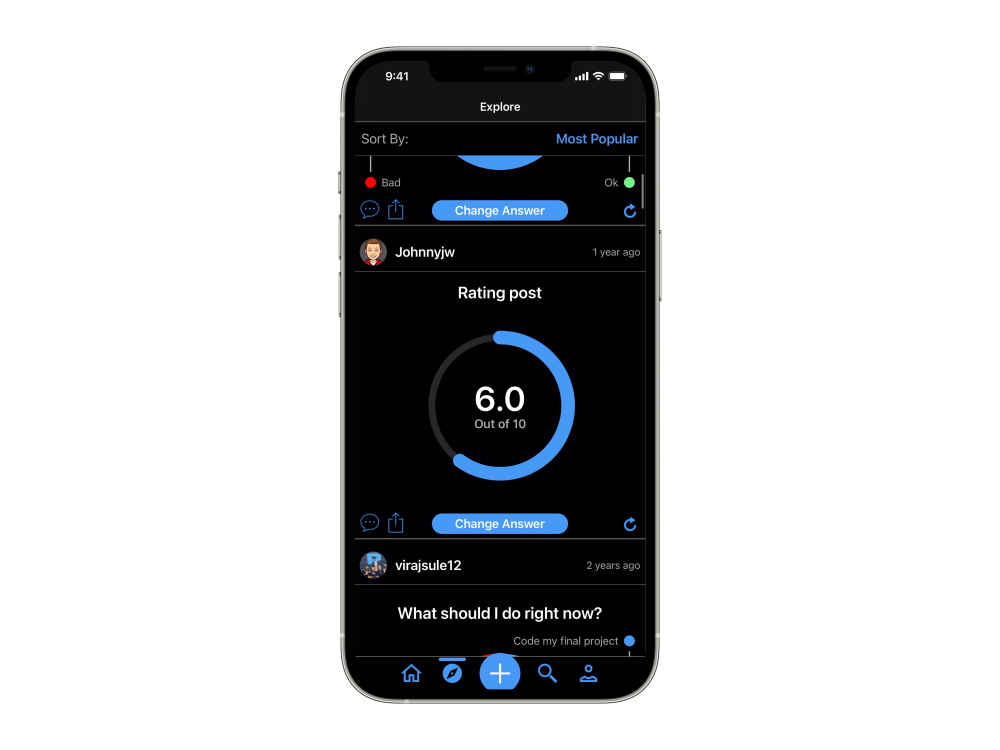 9:41
Explore
Sort By: Most Popular
Bad Ok
Change Answer
Johnnyjw 1 year ago
Rating post
6.0
Out of 10
Change Answer
virajsule12 2 years ago
What should I do right now?
Code my final project